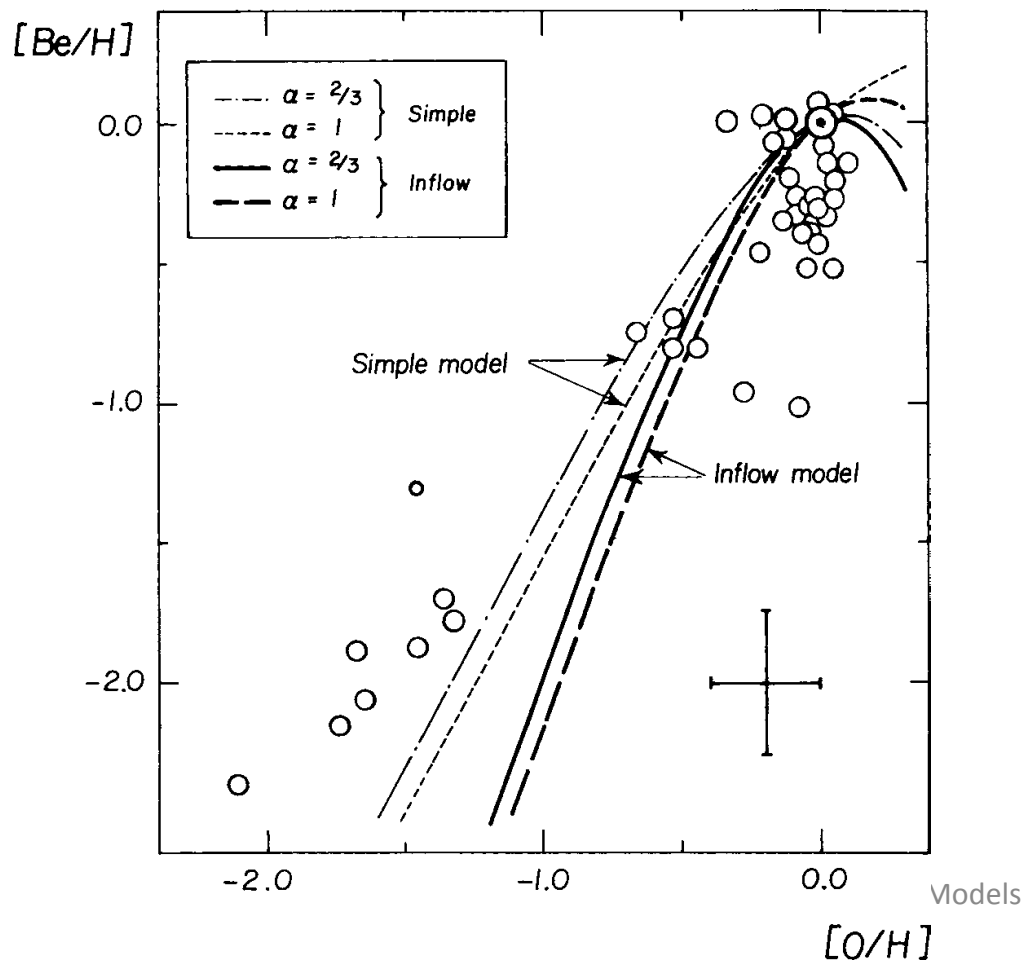 [Be/H]
α = 2/3
α = 1
Simple
α = 2/3
α = 1
Inflow
0.0
-1.0
-2.0
Simple model
Inflow model
-2.0
-1.0
0.0
Models
[O/H]